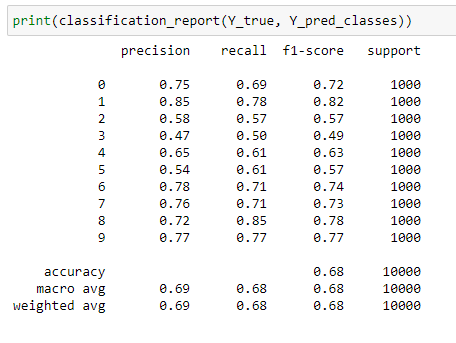 print(classification_report(Y_true, Y_pred_classes))
precision recall f1-score support
0 0.75 0.69 0.72 1000
1 0.85 0.78 0.82 1000
2 0.58 0.57 0.57 1000
3 0.47 0.50 0.49 1000
4 0.65 0.61 0.63 1000
5 0.54 0.61 0.57 1000
6 0.78 0.71 0.74 1000
7 0.76 0.71 0.73 1000
8 0.72 0.85 0.78 1000
9 0.77 0.77 0.77 1000
accuracy 0.68 10000
macro avg 0.69 0.68 0.68 10000
weighted avg 0.69 0.68 0.68 10000